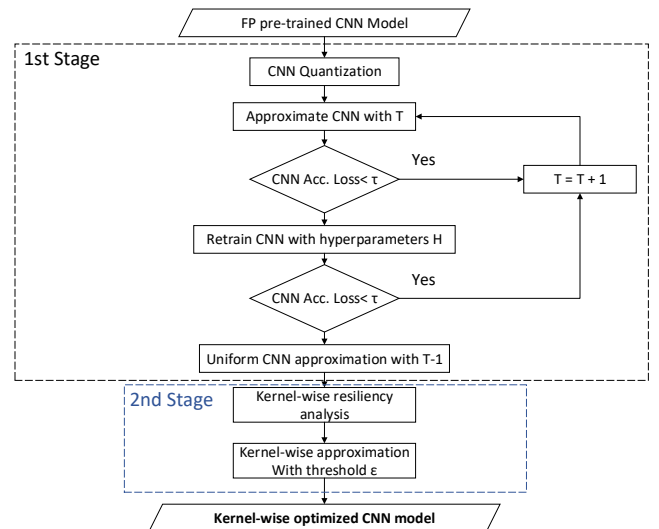 FP pre-trained CNN Model
1st Stage
CNN Quantization
Approximate CNN with T
CNN Acc. Loss< τ
Yes
T = T + 1
Retrain CNN with hyperparameters H
CNN Acc. Loss< τ
Yes
Uniform CNN approximation with T-1
2nd Stage
Kernel-wise resiliency
analysis
Kernel-wise approximation
With threshold ε
Kernel-wise optimized CNN model